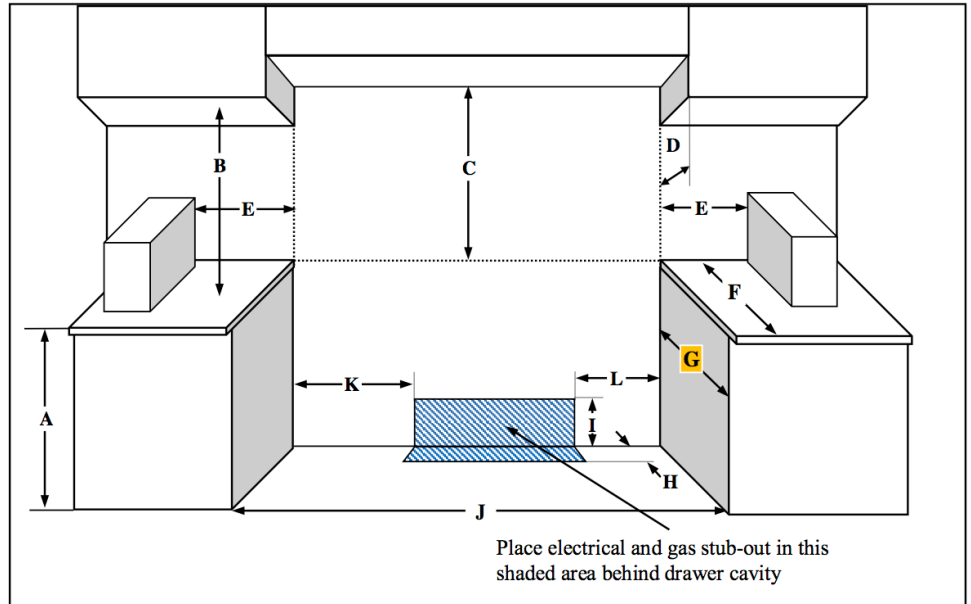 D
B
C
E
E
F
G
K
L
A
I
H
J
Place electrical and gas stub-out in this
shaded area behind drawer cavity